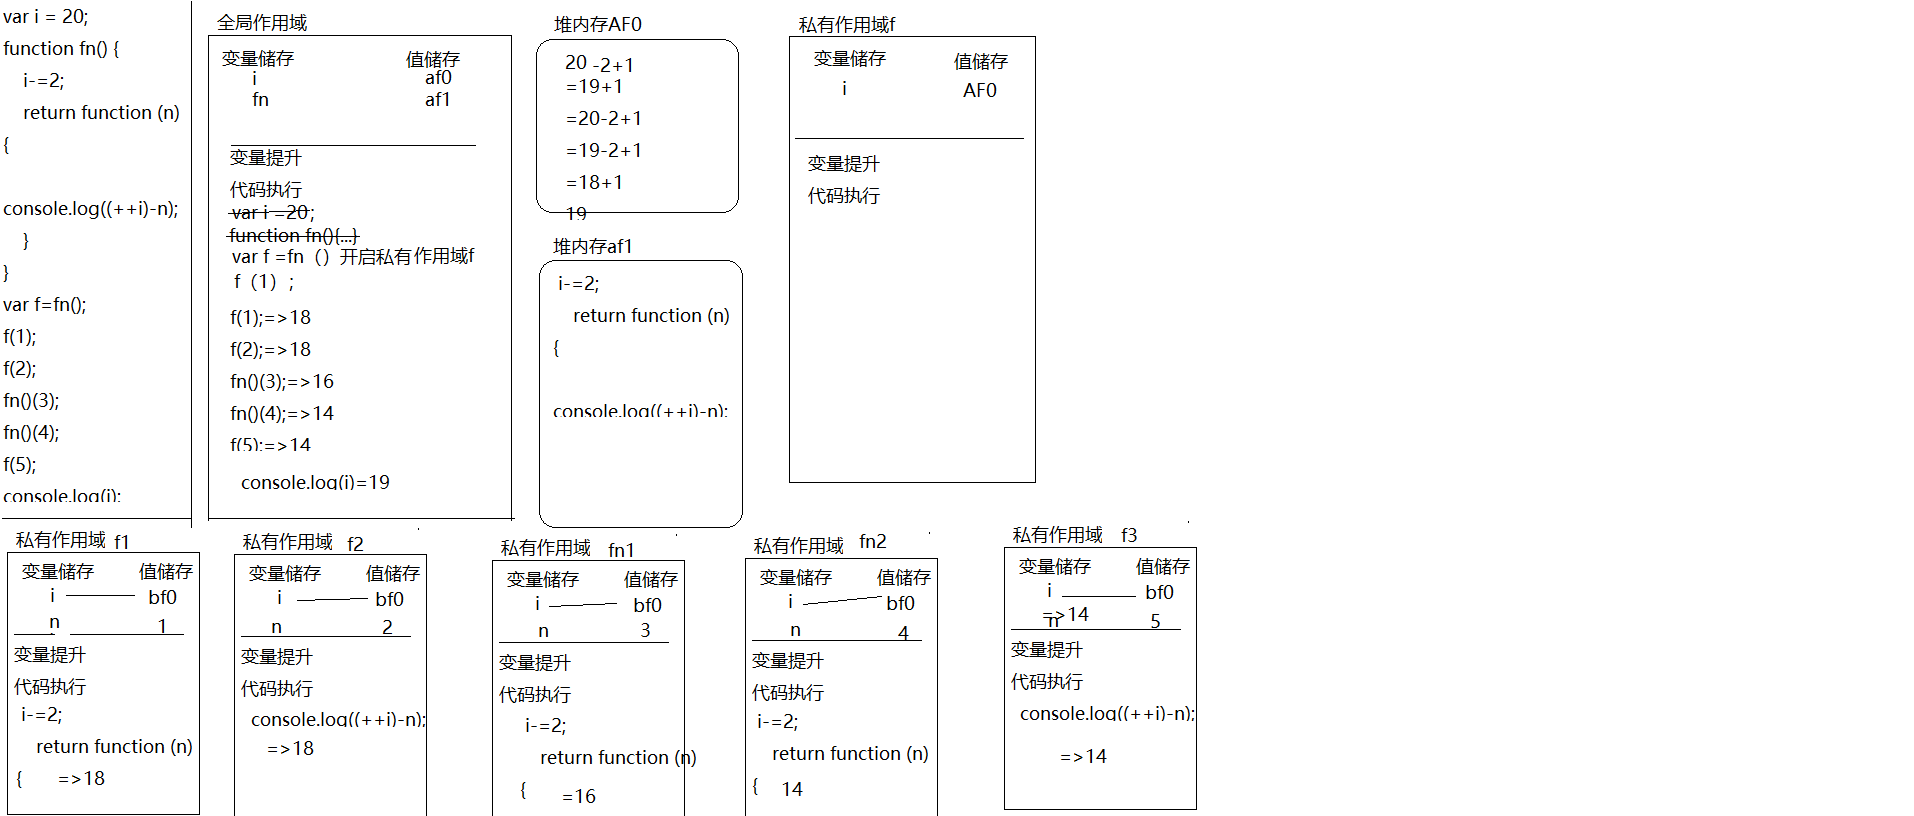 var i = 20;
function fn() {
i-=2;
return function (n)
{
console.log((++i)-n);
}
}
var f=fn();
f(1);
f(2);
fn()(3);
fn()(4);
f(5);
console.log(i);
全局作用域
变量储存 值储存
i af0
fn af1
变量提升
代码执行
var i =20;
function fn(){...}
var f =fn（）开启私有作用域f
f（1）;
f(1);=>18
f(2);=>18
fn()(3);=>16
fn()(4);=>14
f(5);=>14
console.log(i)=19
堆内存AF0
20 -2+1
=19+1
=20-2+1
=19-2+1
=18+1
19
堆内存af1
i-=2;
return function (n)
{
console.log((++i)-n);
私有作用域f
变量储存 值储存
i AF0
变量提升
代码执行
私有作用域 f1
变量储存 值储存
i bf0
n 1
变量提升
代码执行
i-=2;
return function (n)
{ =>18
私有作用域 f2
变量储存 值储存
i bf0
n 2
变量提升
代码执行
console.log((++i)-n);
=>18
私有作用域 fn1
变量储存 值储存
i bf0
n 3
变量提升
代码执行
i-=2;
return function (n)
{ =16
私有作用域 fn2
变量储存 值储存
i bf0
n 4
变量提升
代码执行
i-=2;
return function (n)
{ 14
私有作用域 f3
变量储存 值储存
i bf0
=>14
n 5
变量提升
代码执行
console.log((++i)-n);
=>14